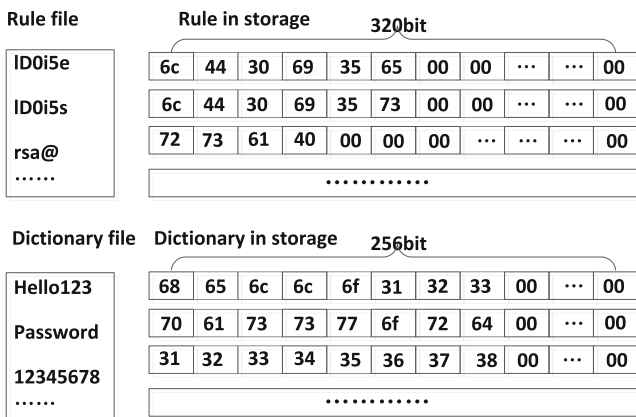 Rule file Rule in storage 320bit
lD0i5e 6c 44 30 69 35 65 00 00 ··· ··· 00
lD0i5s 6c 44 30 69 35 73 00 00 ··· ··· 00
rsa@ 72 73 61 40 00 00 00 ··· ··· ··· 00
······ ············
Dictionary file Dictionary in storage 256bit
Hello123 68 65 6c 6c 6f 31 32 33 00 ··· 00
Password 70 61 73 73 77 6f 72 64 00 ··· 00
12345678 31 32 33 34 35 36 37 38 00 ··· 00
······ ············